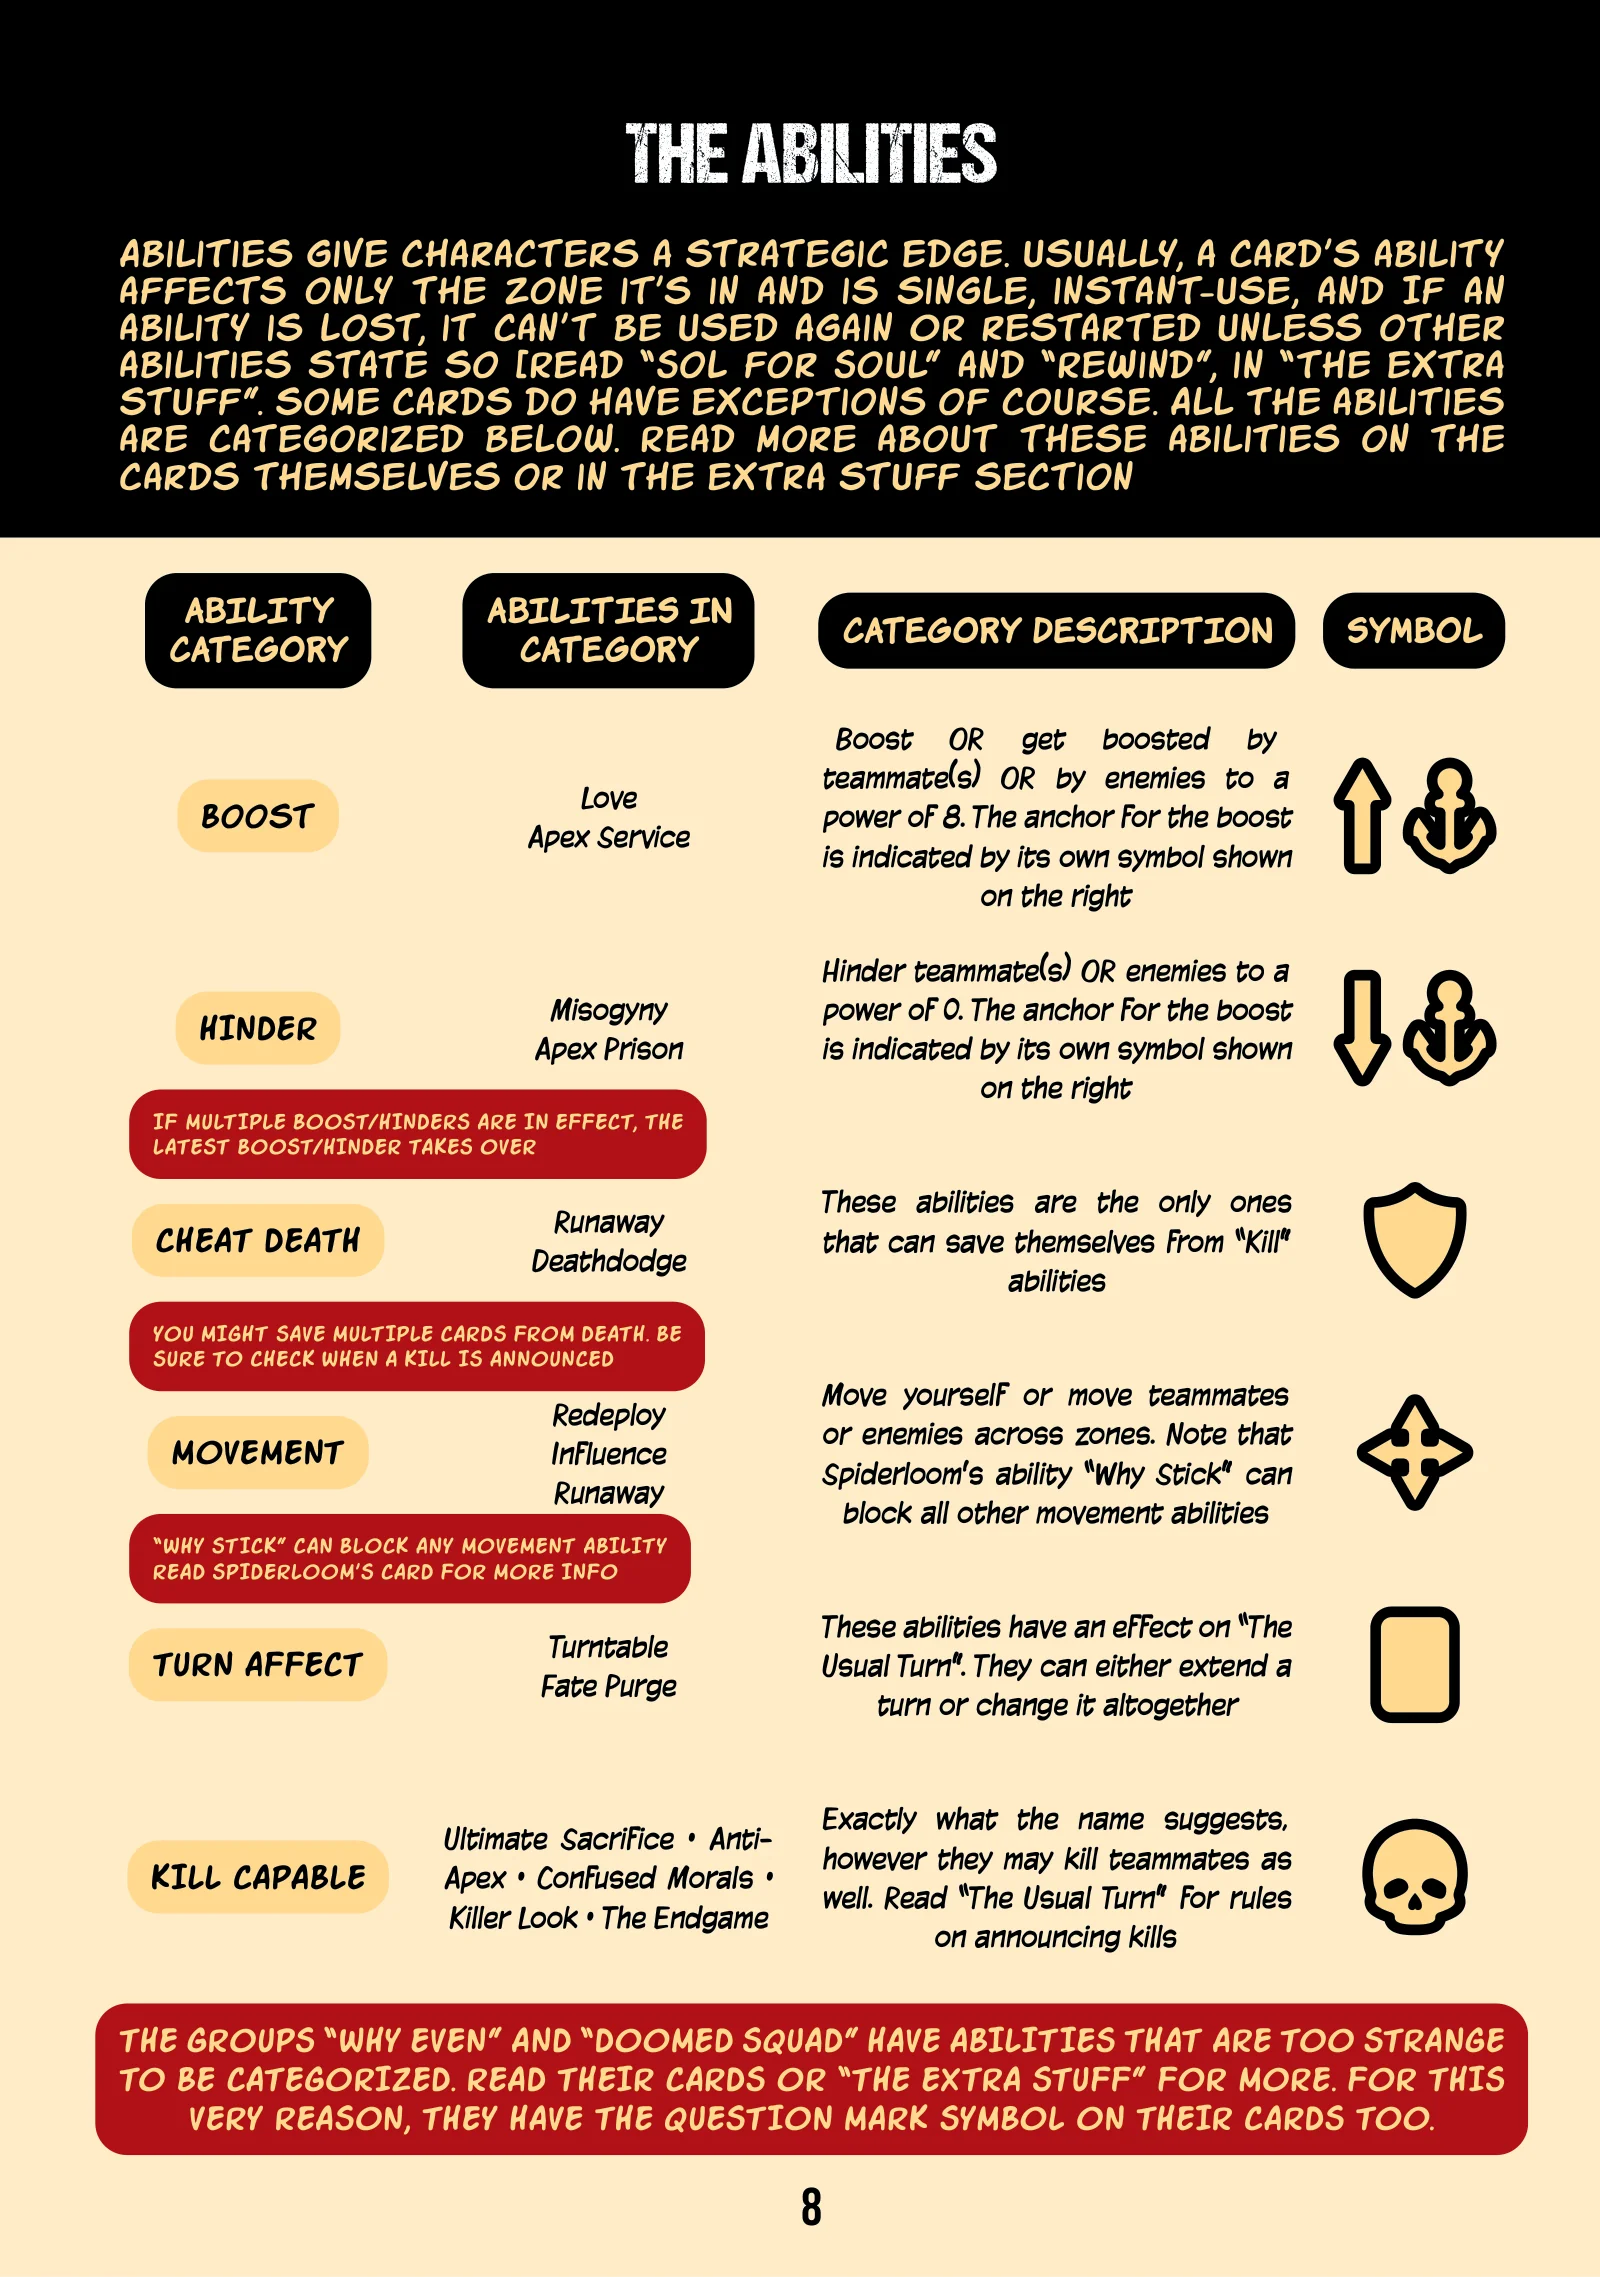 THE ABILITIES
ABILITIES GIVE CHARACTERS A STRATEGIC EDGE. USUALLY, A CARD'S ABILITY
AFFECTS ONLY THE ZONE IT'S IN AND IS SINGLE, INSTANT-USE, AND IF AN
ABILITY IS LOST, IT CAN'T BE USED AGAIN OR RESTARTED UNLESS OTHER
ABILITIES STATE SO [READ "SOL FOR SOUL" AND "REWIND", IN "THE EXTRA
STUFF". SOME CARDS DO HAVE EXCEPTIONS OF COURSE. ALL THE ABILITIES
ARE CATEGORIZED BELOW. READ MORE ABOUT THESE ABILITIES ON THE
CARDS THEMSELVES OR IN THE EXTRA STUFF SECTION
ABILITY
CATEGORY
ABILITIES IN
CATEGORY
CATEGORY DESCRIPTION
SYMBOL
BOOST
Love
Apex Service
Boost OR get boosted by
teammate(s) OR by enemies to a
power of 8. The anchor for the boost
is indicated by its own symbol shown
on the right
HINDER
Misogyny
Apex Prison
Hinder teammate(s) OR enemies to a
power of 0. The anchor for the boost
is indicated by its own symbol shown
on the right
IF MULTIPLE BOOST/HINDERS ARE IN EFFECT, THE
LATEST BOOST/HINDER TAKES OVER
CHEAT DEATH
Runaway
Deathdodge
These abilities are the only ones
that can save themselves from "Kill"
abilities
YOU MIGHT SAVE MULTIPLE CARDS FROM DEATH. BE
SURE TO CHECK WHEN A KILL IS ANNOUNCED
MOVEMENT
Redeploy
Influence
Runaway
Move yourself or move teammates
or enemies across zones. Note that
Spiderloom's ability "Why Stick" can
block all other movement abilities
"WHY STICK" CAN BLOCK ANY MOVEMENT ABILITY
READ SPIDERLOOM'S CARD FOR MORE INFO
TURN AFFECT
Turntable
Fate Purge
These abilities have an effect on "The
Usual Turn". They can either extend a
turn or change it altogether
KILL CAPABLE
Ultimate Sacrifice • Anti-
Apex • Confused Morals •
Killer Look • The Endgame
Exactly what the name suggests,
however they may kill teammates as
well. Read "The Usual Turn" for rules
on announcing kills
THE GROUPS "WHY EVEN" AND "DOOMED SQUAD" HAVE ABILITIES THAT ARE TOO STRANGE
TO BE CATEGORIZED. READ THEIR CARDS OR "THE EXTRA STUFF" FOR MORE. FOR THIS
VERY REASON, THEY HAVE THE QUESTION MARK SYMBOL ON THEIR CARDS TOO.
8